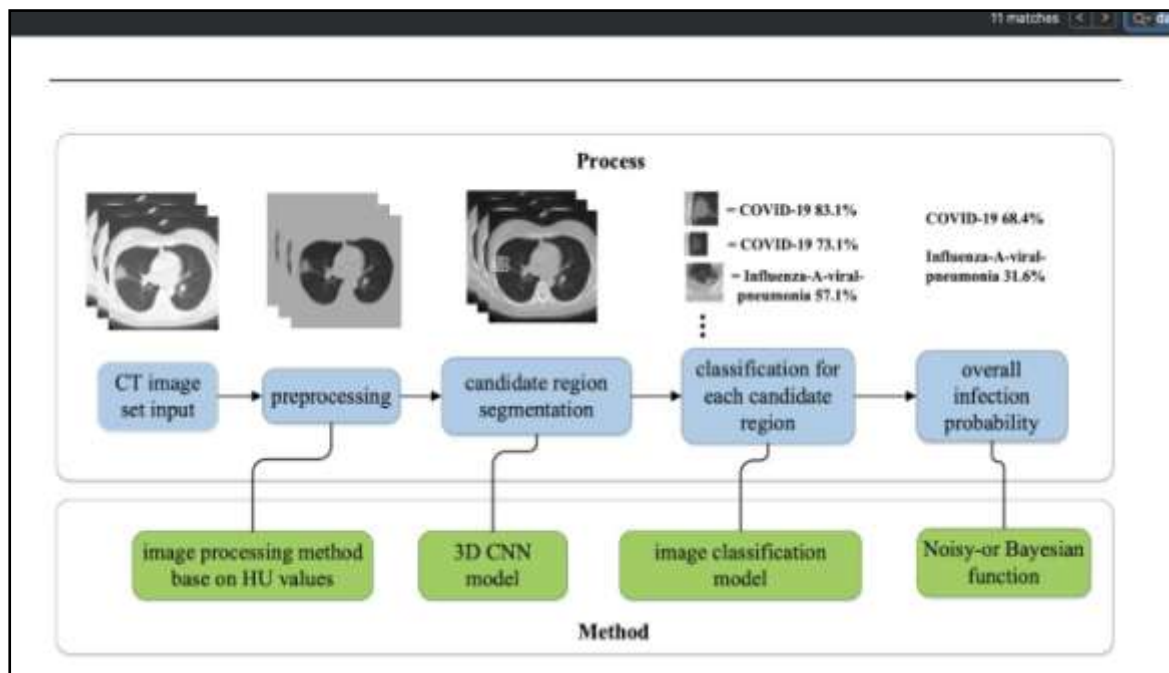 11 matches < > Q da
Process
= COVID-19 83.1%
= COVID-19 73.1%
= Influenza-A-viral-
pneumonia 57.1%
COVID-19 68.4%
Influenza-A-viral-
pneumonia 31.6%
CT image
set input
preprocessing
candidate region
segmentation
classification for
each candidate
region
overall
infection
probability
image processing method
base on HU values
3D CNN
model
image classification
model
Noisy-or Bayesian
function
Method